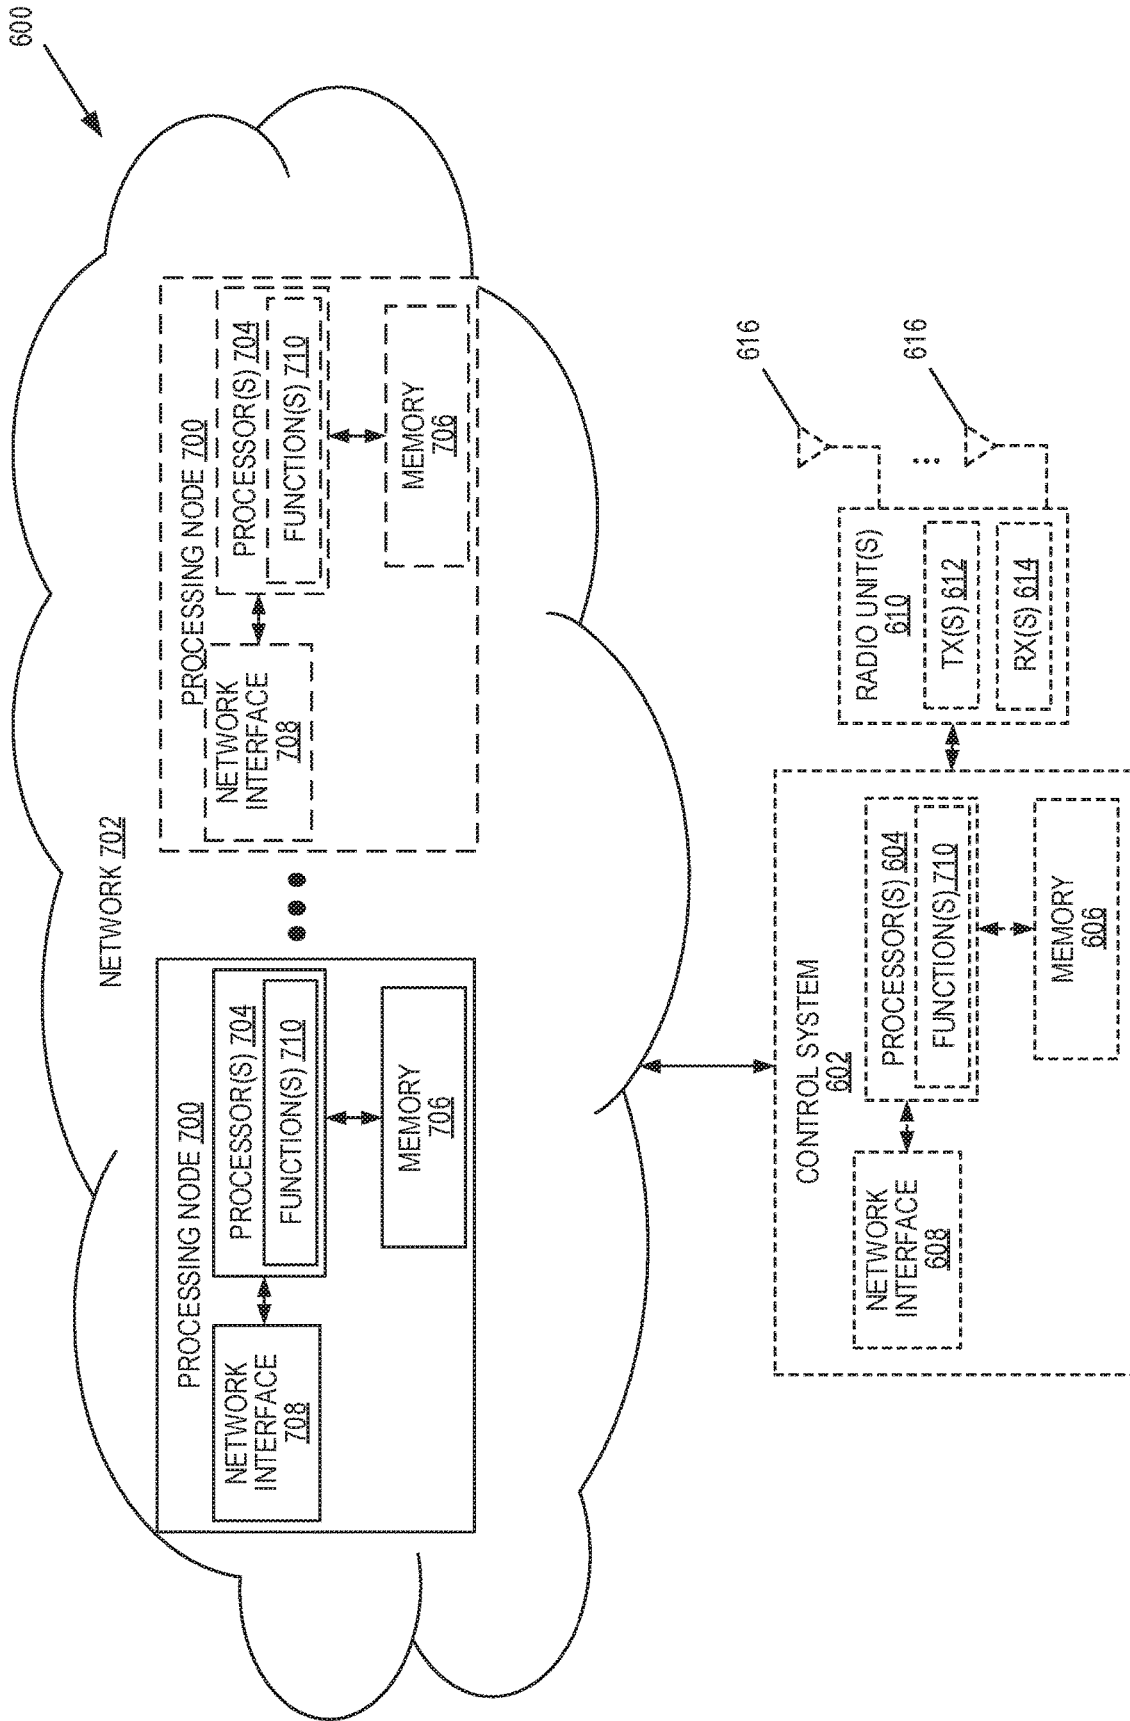 600
NETWORK 702
PROCESSING NODE 700
NETWORK
INTERFACE
708
PROCESSOR(S) 704
FUNCTION(S) 710
MEMORY
706
PROCESSING NODE 700
NETWORK
INTERFACE
708
PROCESSOR(S) 704
FUNCTION(S) 710
MEMORY
706
CONTROL SYSTEM
602
NETWORK
INTERFACE
608
PROCESSOR(S) 604
FUNCTION(S) 710
MEMORY
606
RADIO UNIT(S)
610
TX(S) 612
RX(S) 614
616
616